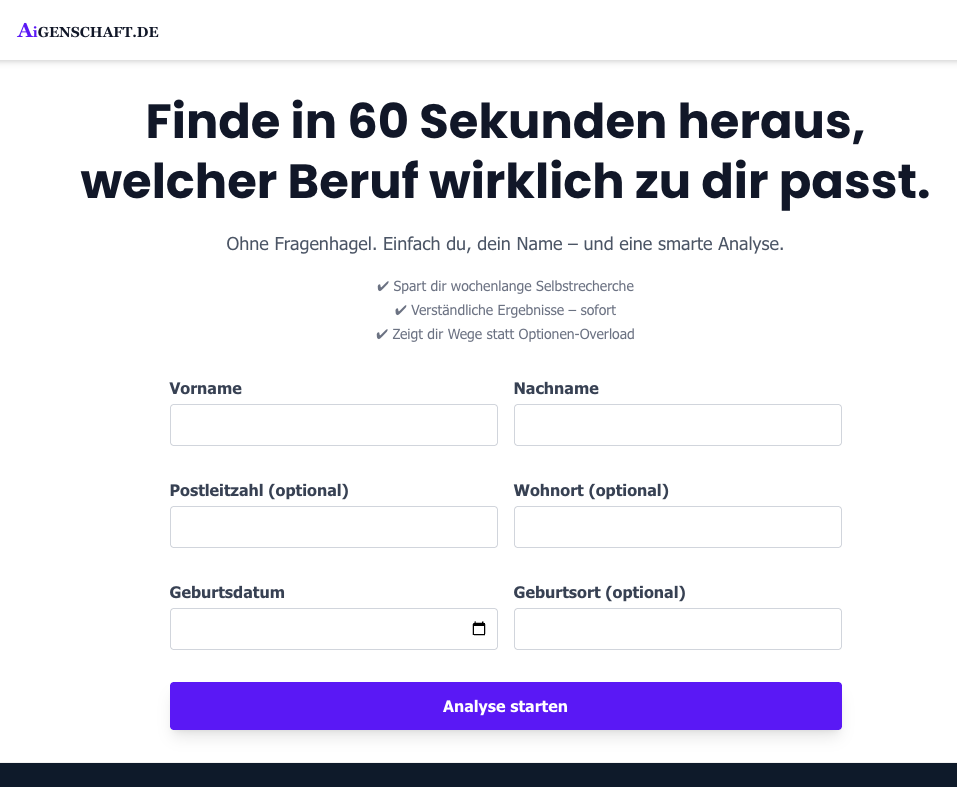 AiGENSCHAFT.DE
Finde in 60 Sekunden heraus,
welcher Beruf wirklich zu dir passt.
Ohne Fragenhagel. Einfach du, dein Name – und eine smarte Analyse.
✔ Spart dir wochenlange Selbstrecherche
✔ Verständliche Ergebnisse – sofort
✔ Zeigt dir Wege statt Optionen-Overload
Vorname
Nachname
Postleitzahl (optional)
Wohnort (optional)
Geburtsdatum
Geburtsort (optional)
Analyse starten